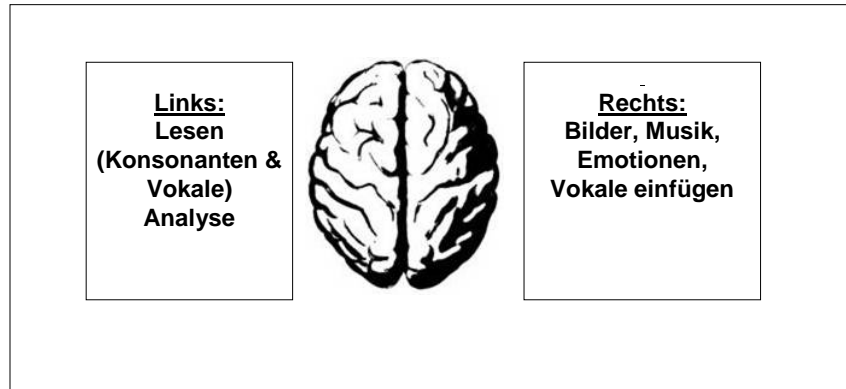 Links:
Lesen
(Konsonanten &
Vokale)
Analyse
Rechts:
Bilder, Musik,
Emotionen,
Vokale einfügen